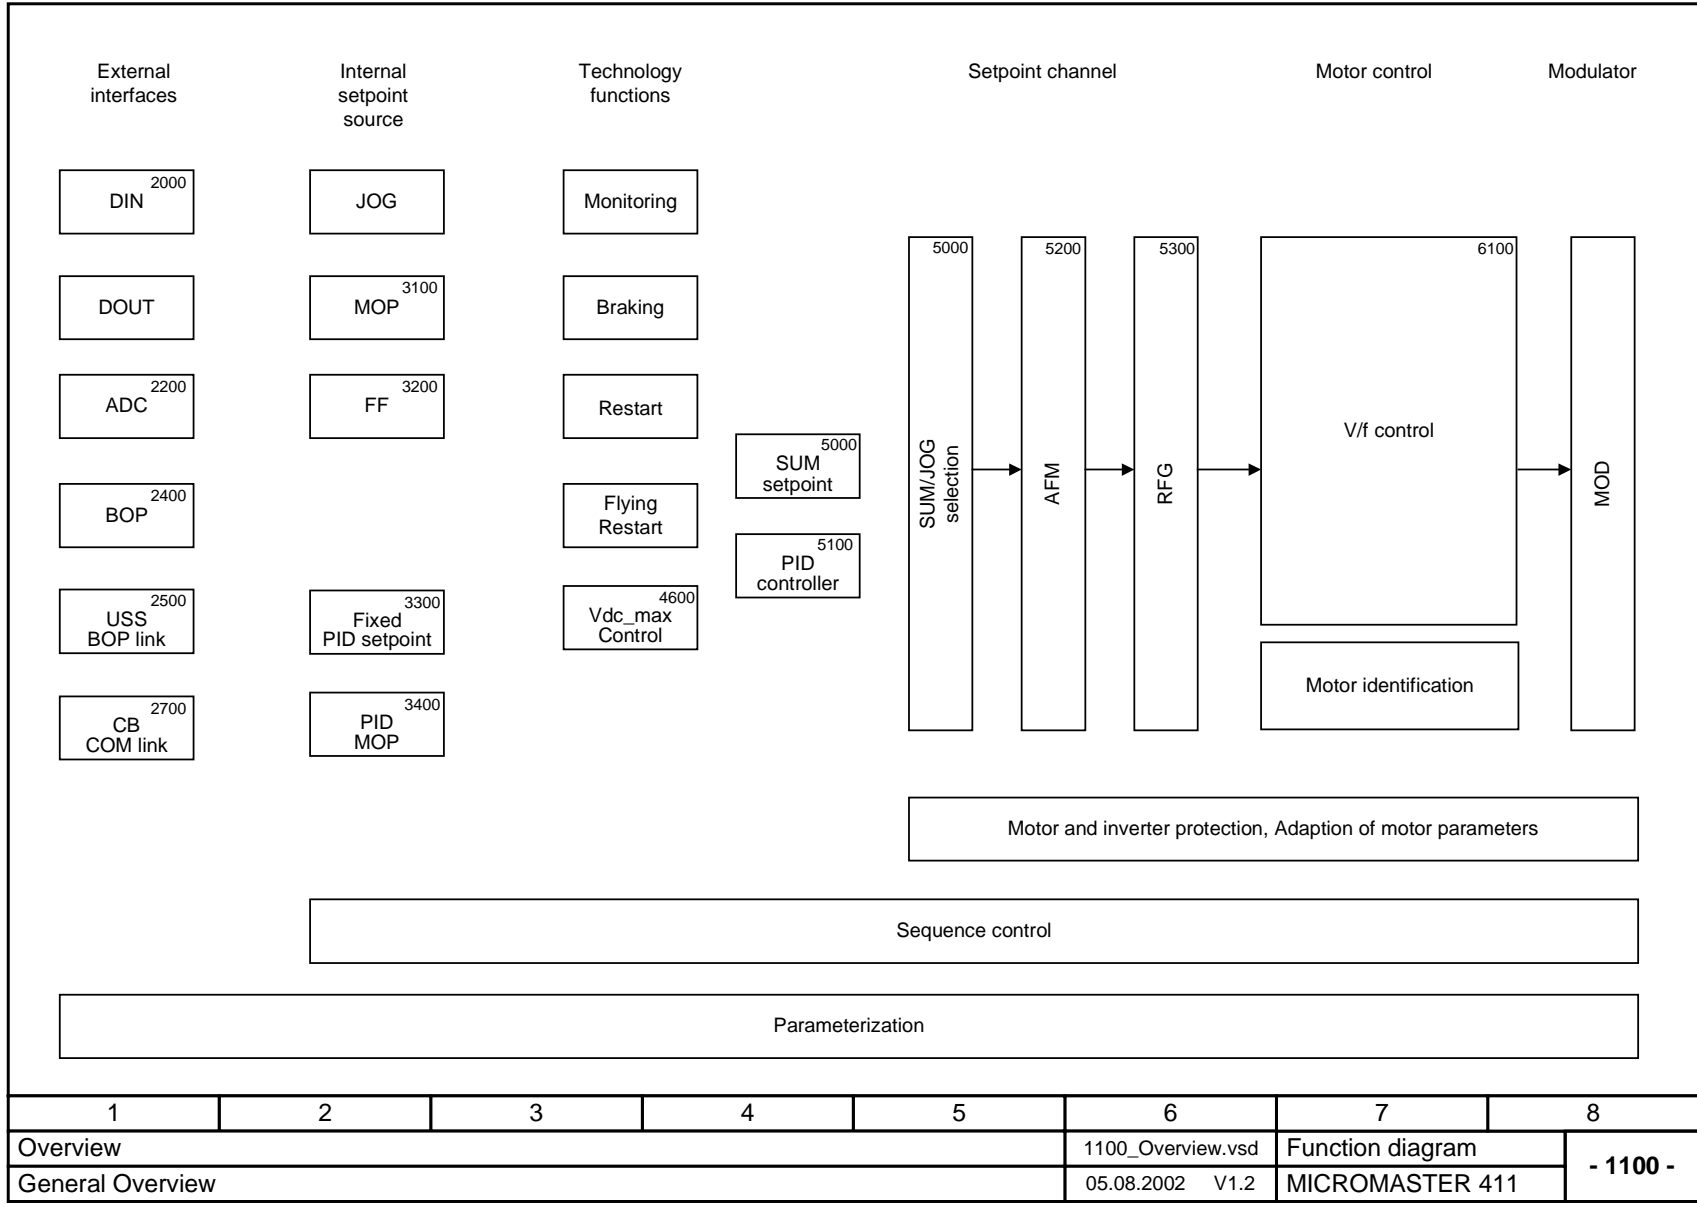 External
interfaces
Internal
setpoint
source
Technology
functions
Setpoint channel
Motor control
Modulator
2000
DIN
JOG
Monitoring
DOUT
3100
MOP
Braking
2200
ADC
3200
FF
Restart
2400
BOP
Flying
Restart
2500
USS
BOP link
3300
Fixed
PID setpoint
4600
Vdc_max
Control
2700
CB
COM link
3400
PID
MOP
5000
SUM
setpoint
5100
PID
controller
5000
SUM/JOG
selection
5200
AFM
5300
RFG
6100
V/f control
Motor identification
MOD
Motor and inverter protection, Adaption of motor parameters
Sequence control
Parameterization
1 2 3 4 5 6 7 8
Overview 1100_Overview.vsd Function diagram
- 1100 -
General Overview 05.08.2002 V1.2 MICROMASTER 411